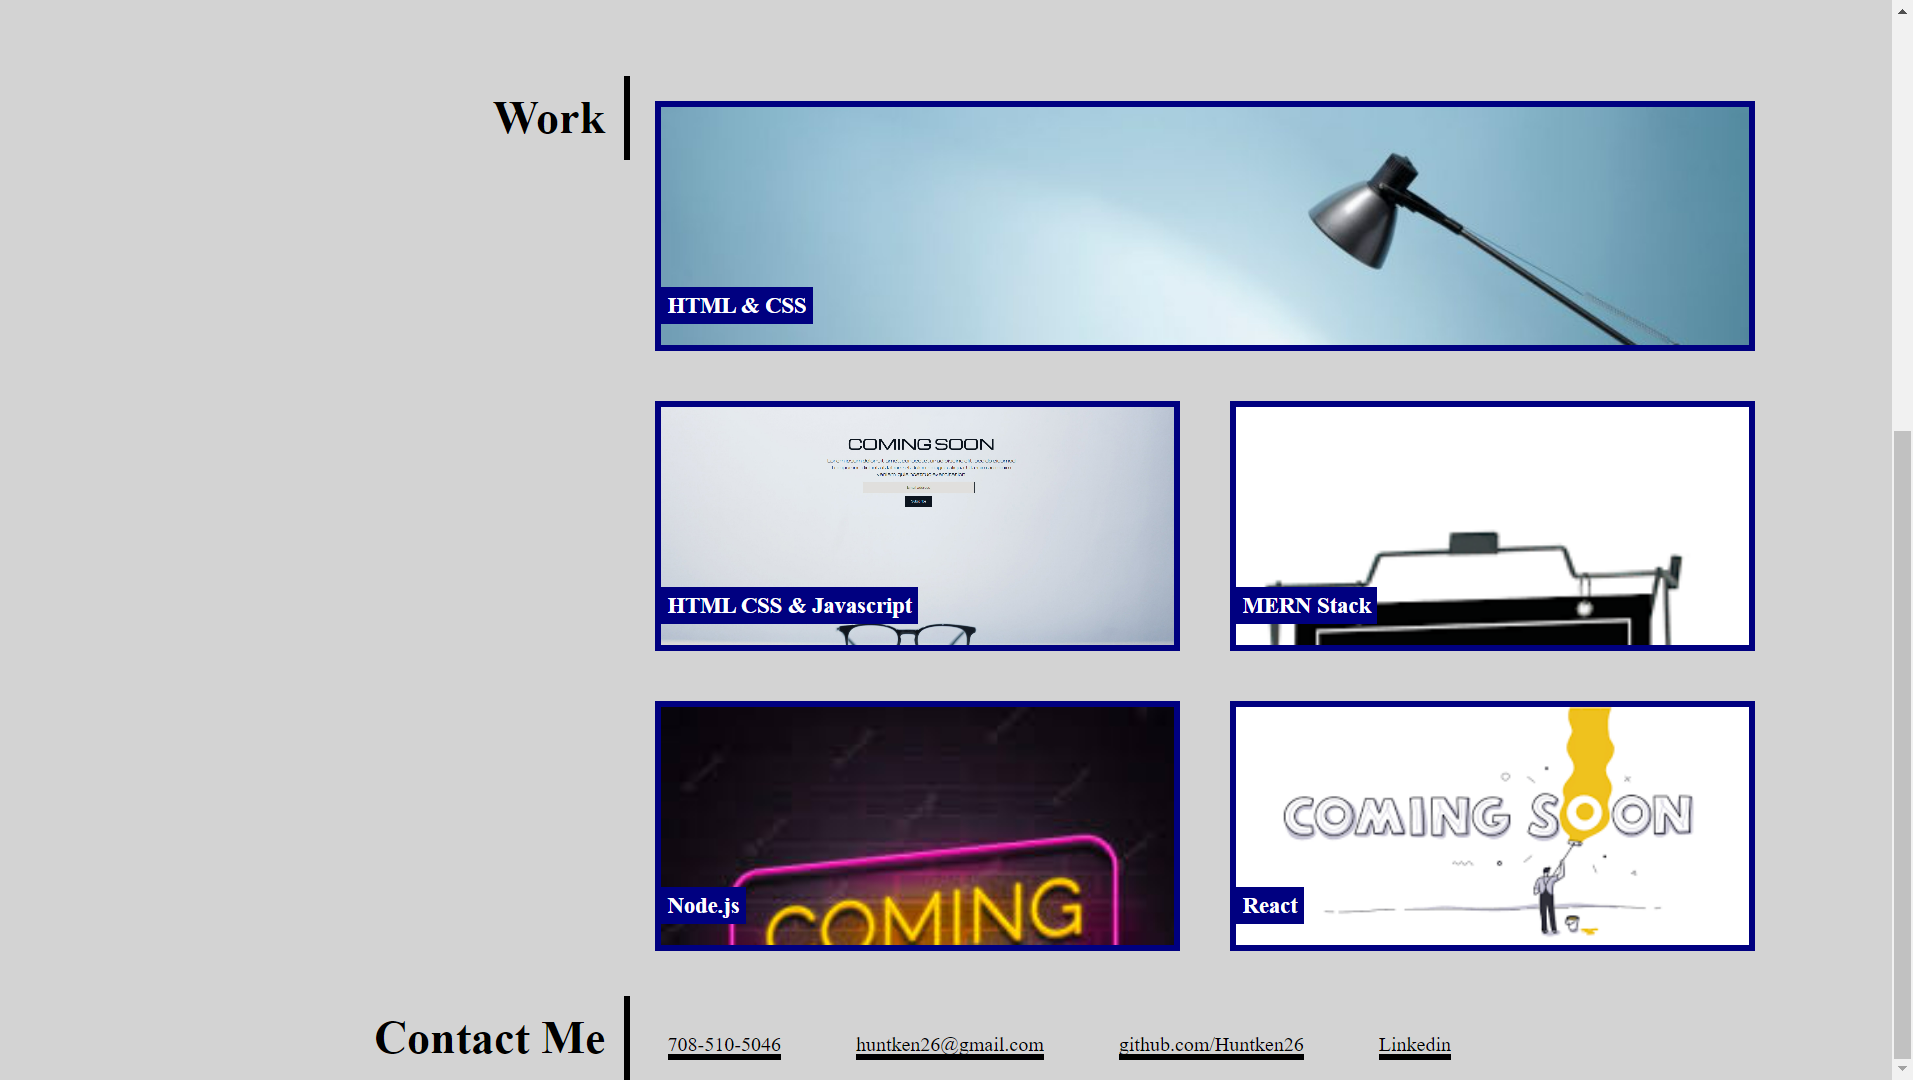 Work
HTML & CSS
COMING SOON
HTML CSS & Javascript
MERN Stack
COMING
Node.js
COMING SOON
React
Contact Me
708-510-5046
huntken26@gmail.com
github.com/Huntken26
Linkedin